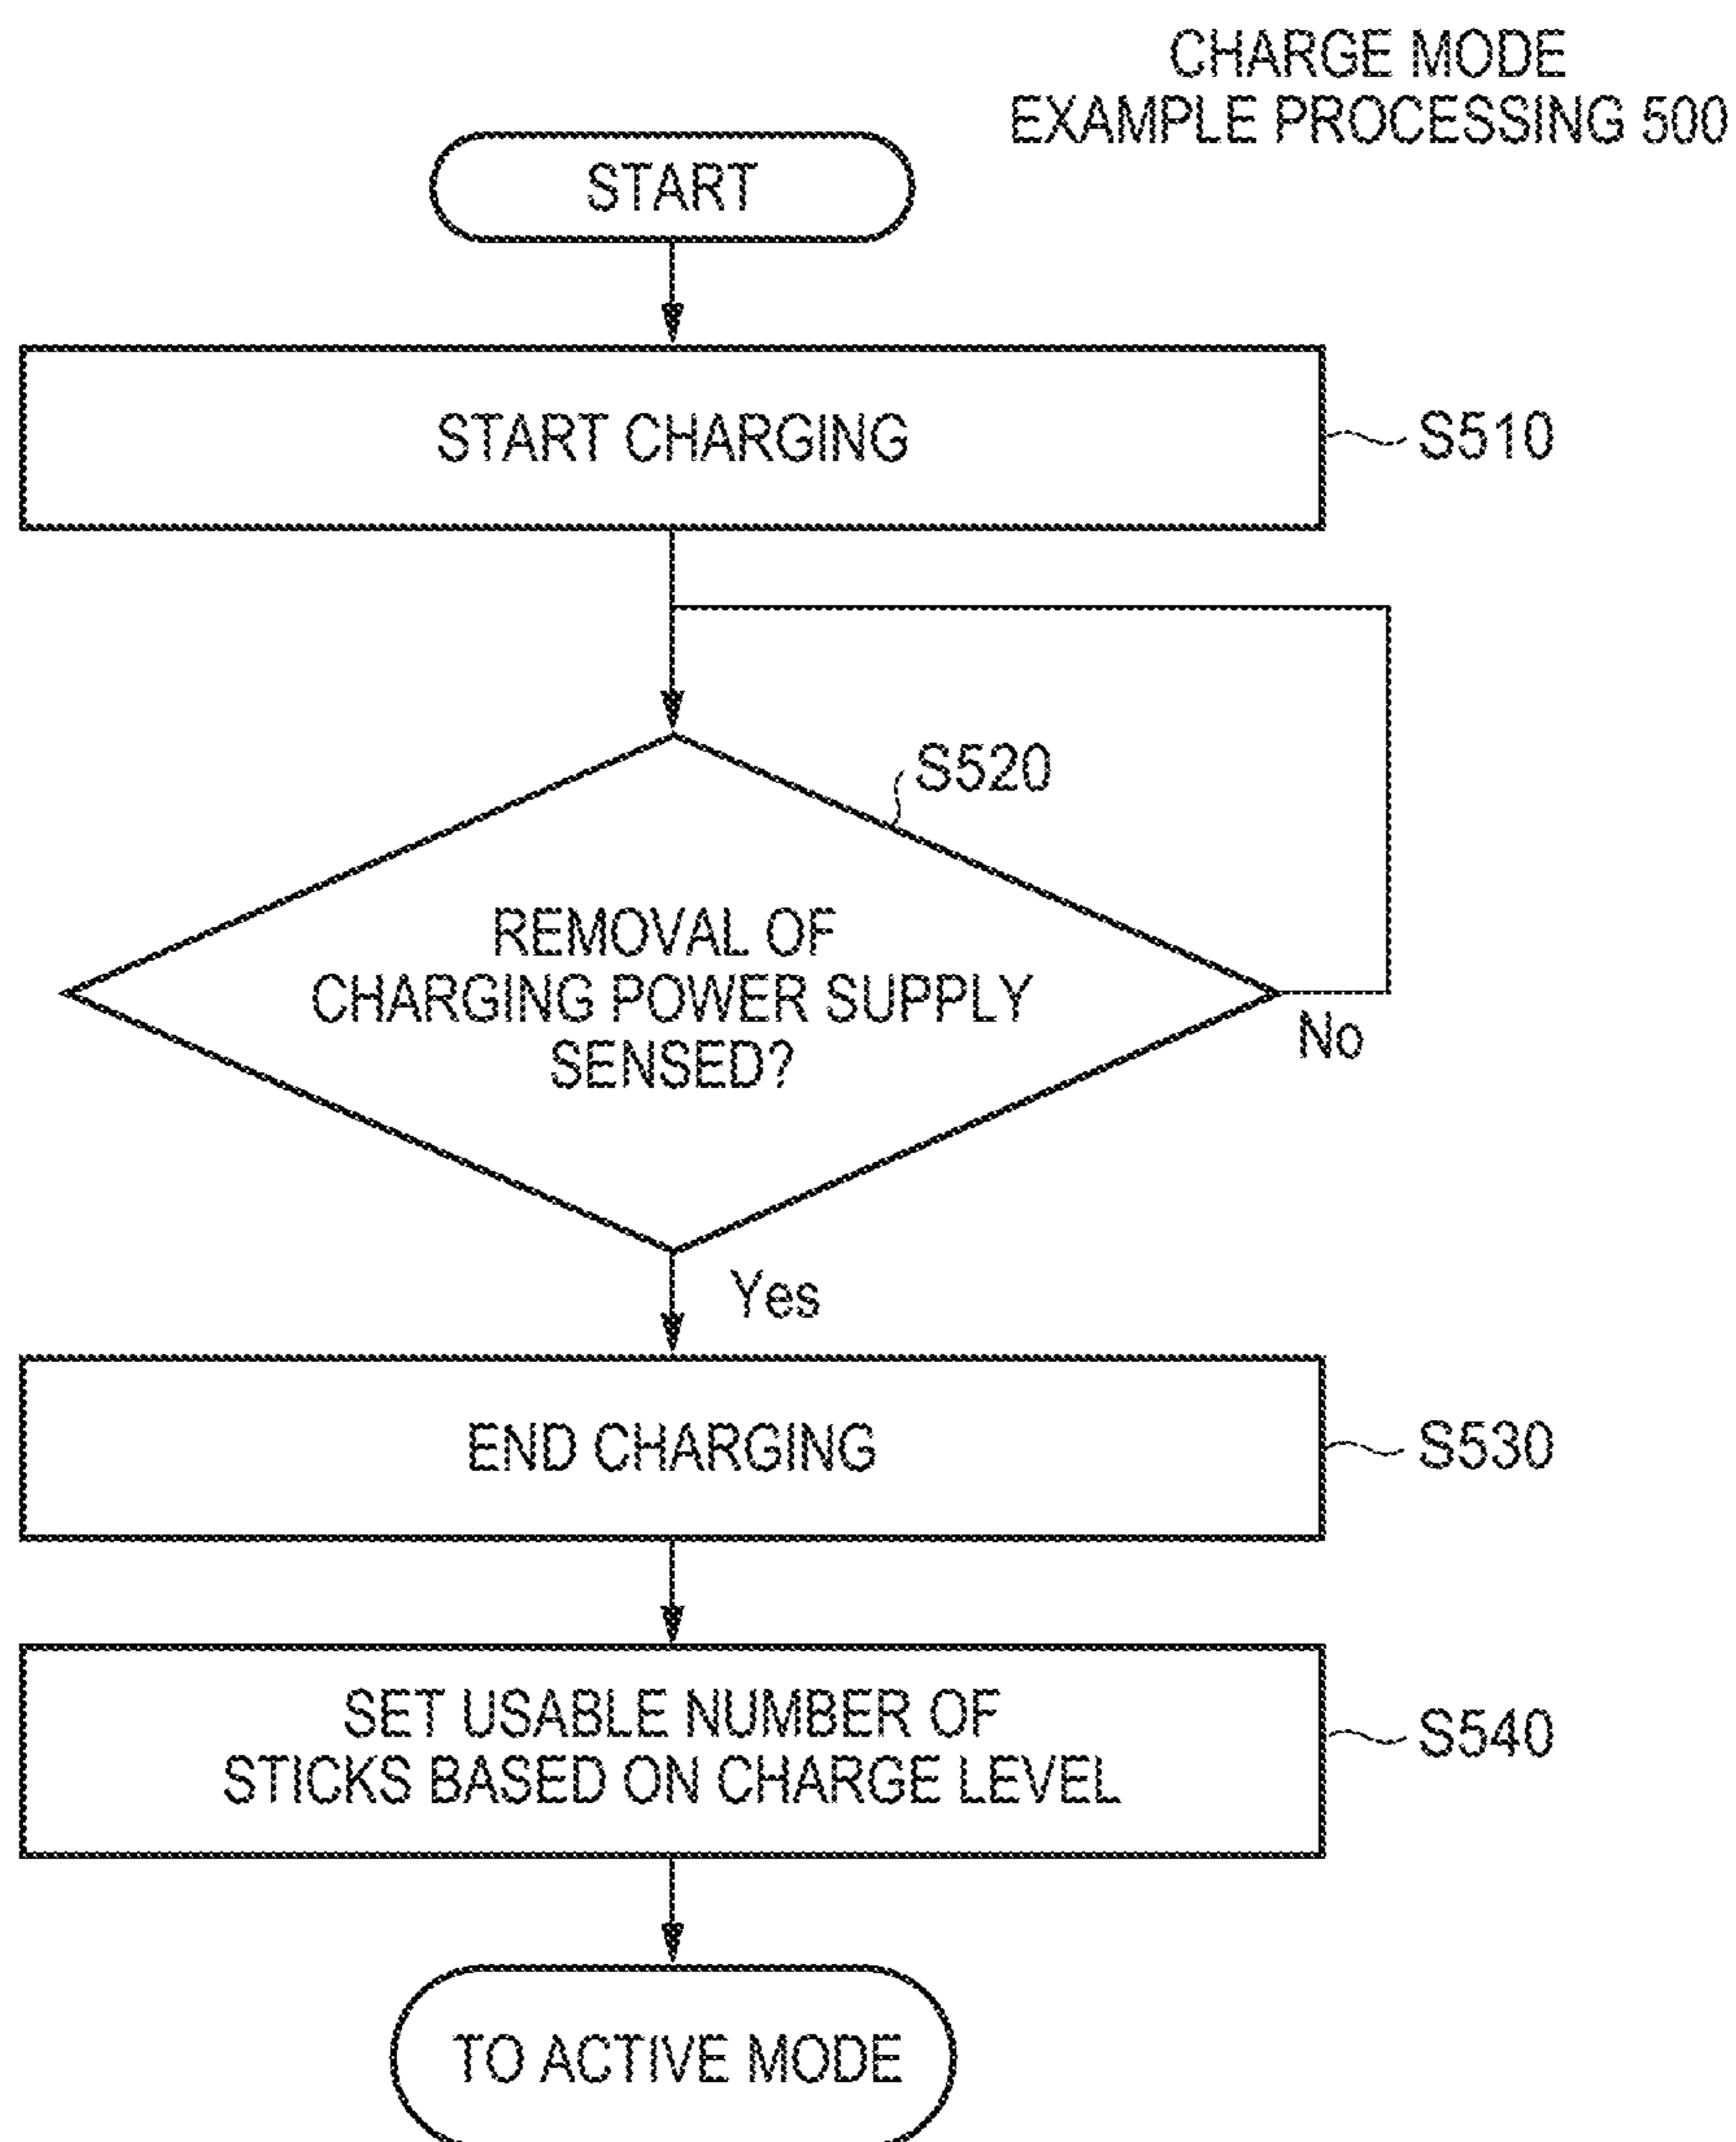 CHARGE MODE
EXAMPLE PROCESSING 500
START
START CHARGING
S510
S520
REMOVAL OF
CHARGING POWER SUPPLY
SENSED?
No
Yes
END CHARGING
S530
SET USABLE NUMBER OF
STICKS BASED ON CHARGE LEVEL
S540
TO ACTIVE MODE